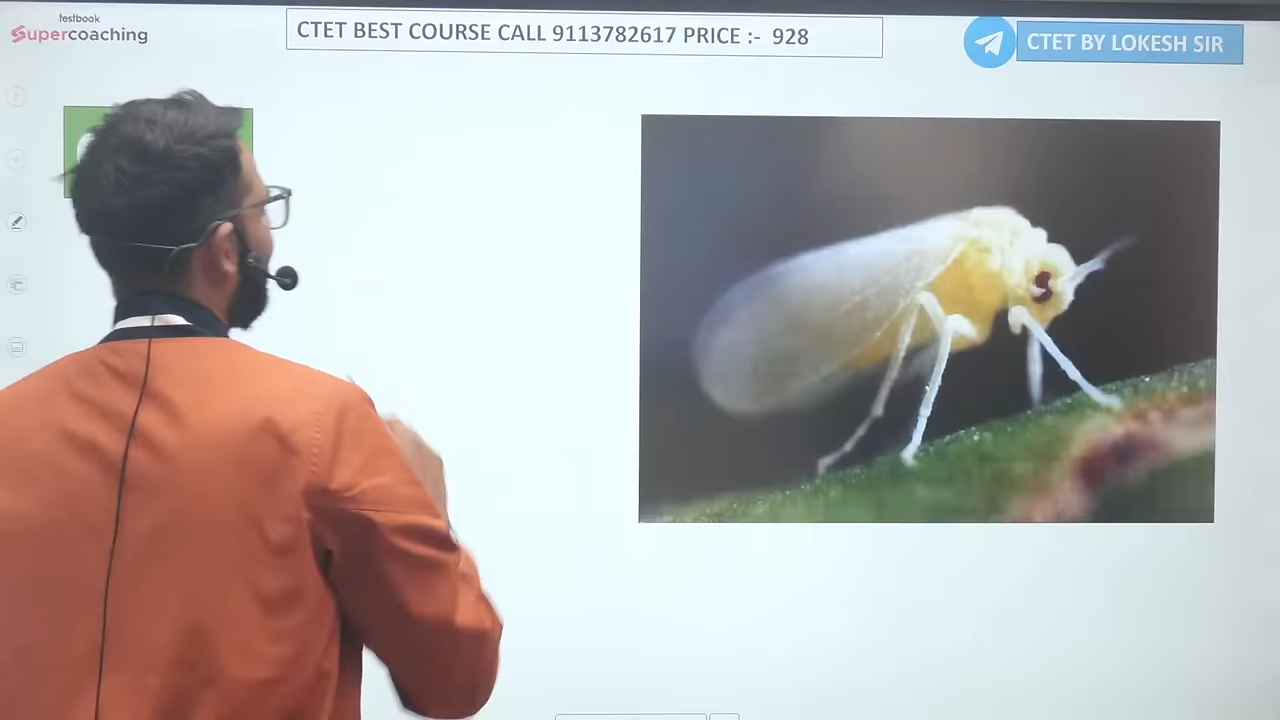 testbook
Supercoaching
CTET BEST COURSE CALL 9113782617 PRICE :- 928
CTET BY LOKESH SIR